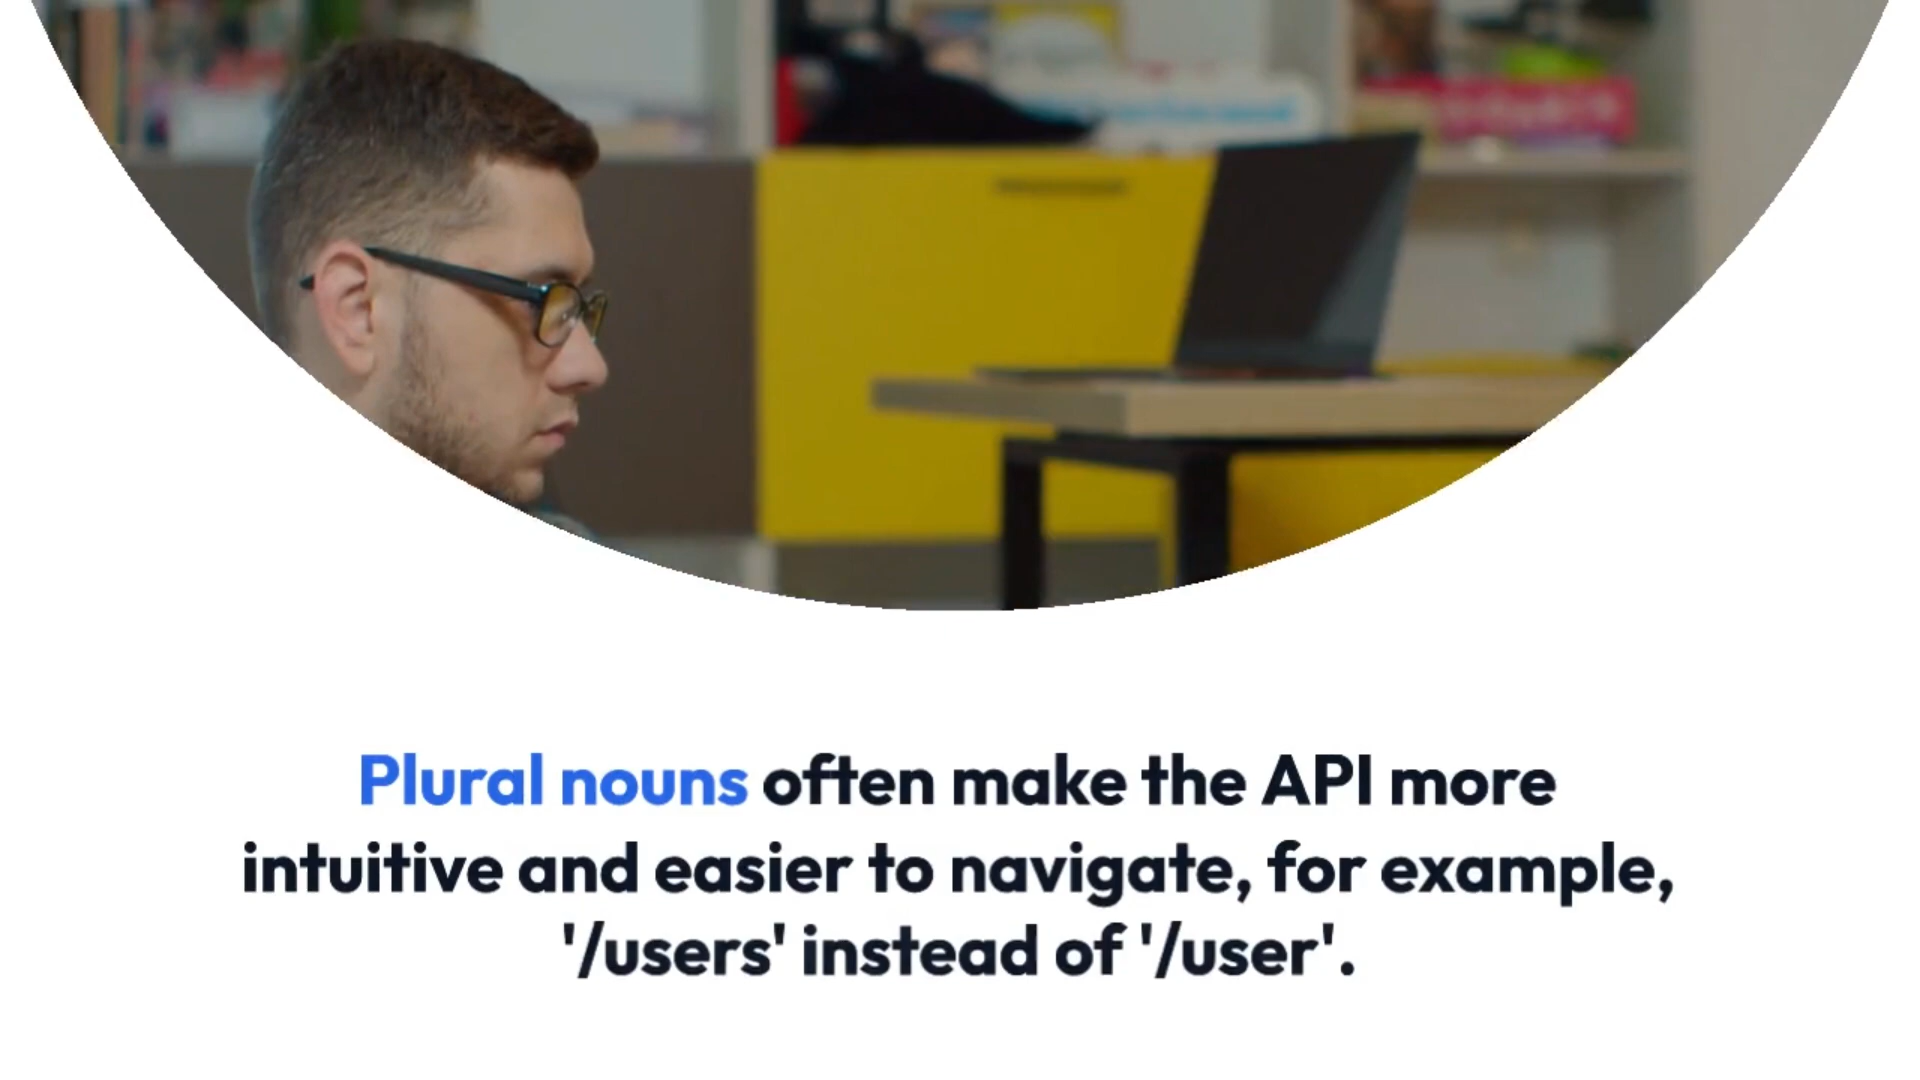 Plural nouns often make the API more
intuitive and easier to navigate, for example,
'/users' instead of '/user'.